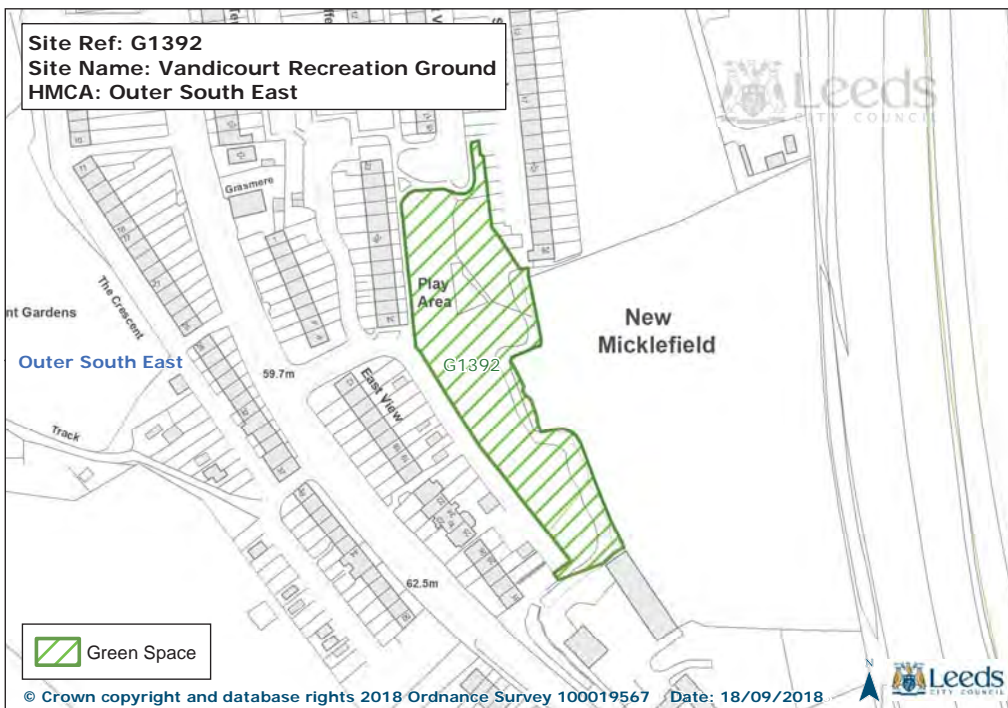 Site Ref: G1392
Site Name: Vandicourt Recreation Ground
HMCA: Outer South East
Leeds
CITY COUNCIL
Grasmere
The Crescent
nt Gardens
Play
Area
New
Micklefield
Outer South East
G1392
59.7m
East View
Track
62.5m
Green Space
© Crown copyright and database rights 2018 Ordnance Survey 100019567 Date: 18/09/2018
N
Leeds
CITY COUNCIL